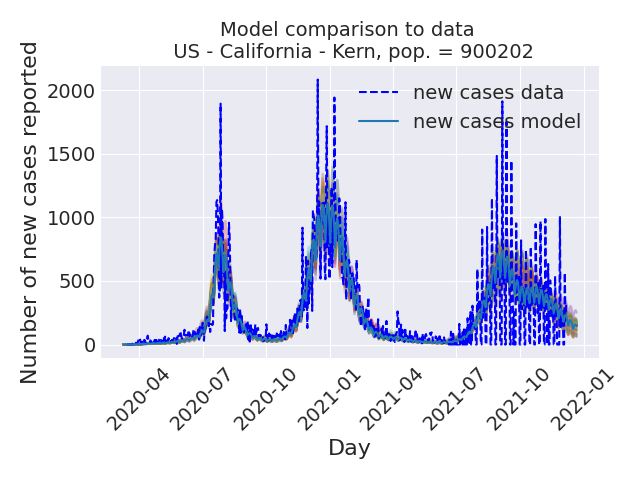 Model comparison to data
US - California - Kern, pop. = 900202
Number of new cases reported
2000
1500
1000
500
0
new cases data
new cases model
2020-04
2020-07
2020-10
2021-01
2021-04
2021-07
2021-10
2022-01
Day